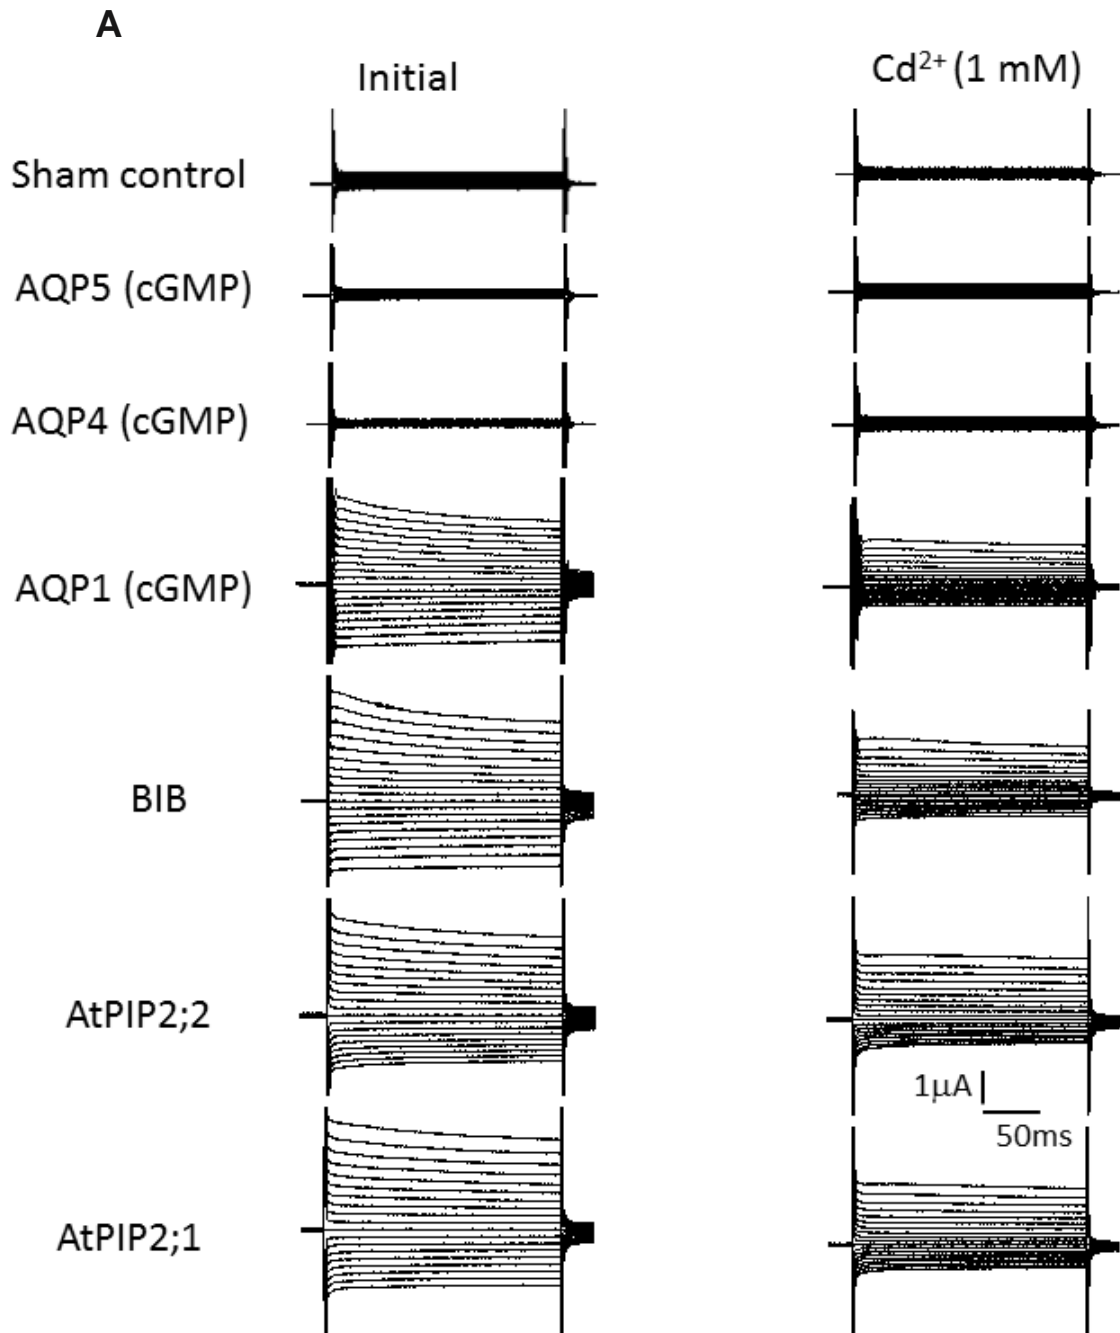 A
Initial
Cd²⁺ (1 mM)
Sham control
AQP5 (cGMP)
AQP4 (cGMP)
AQP1 (cGMP)
BIB
AtPIP2;2
1µA
50ms
AtPIP2;1